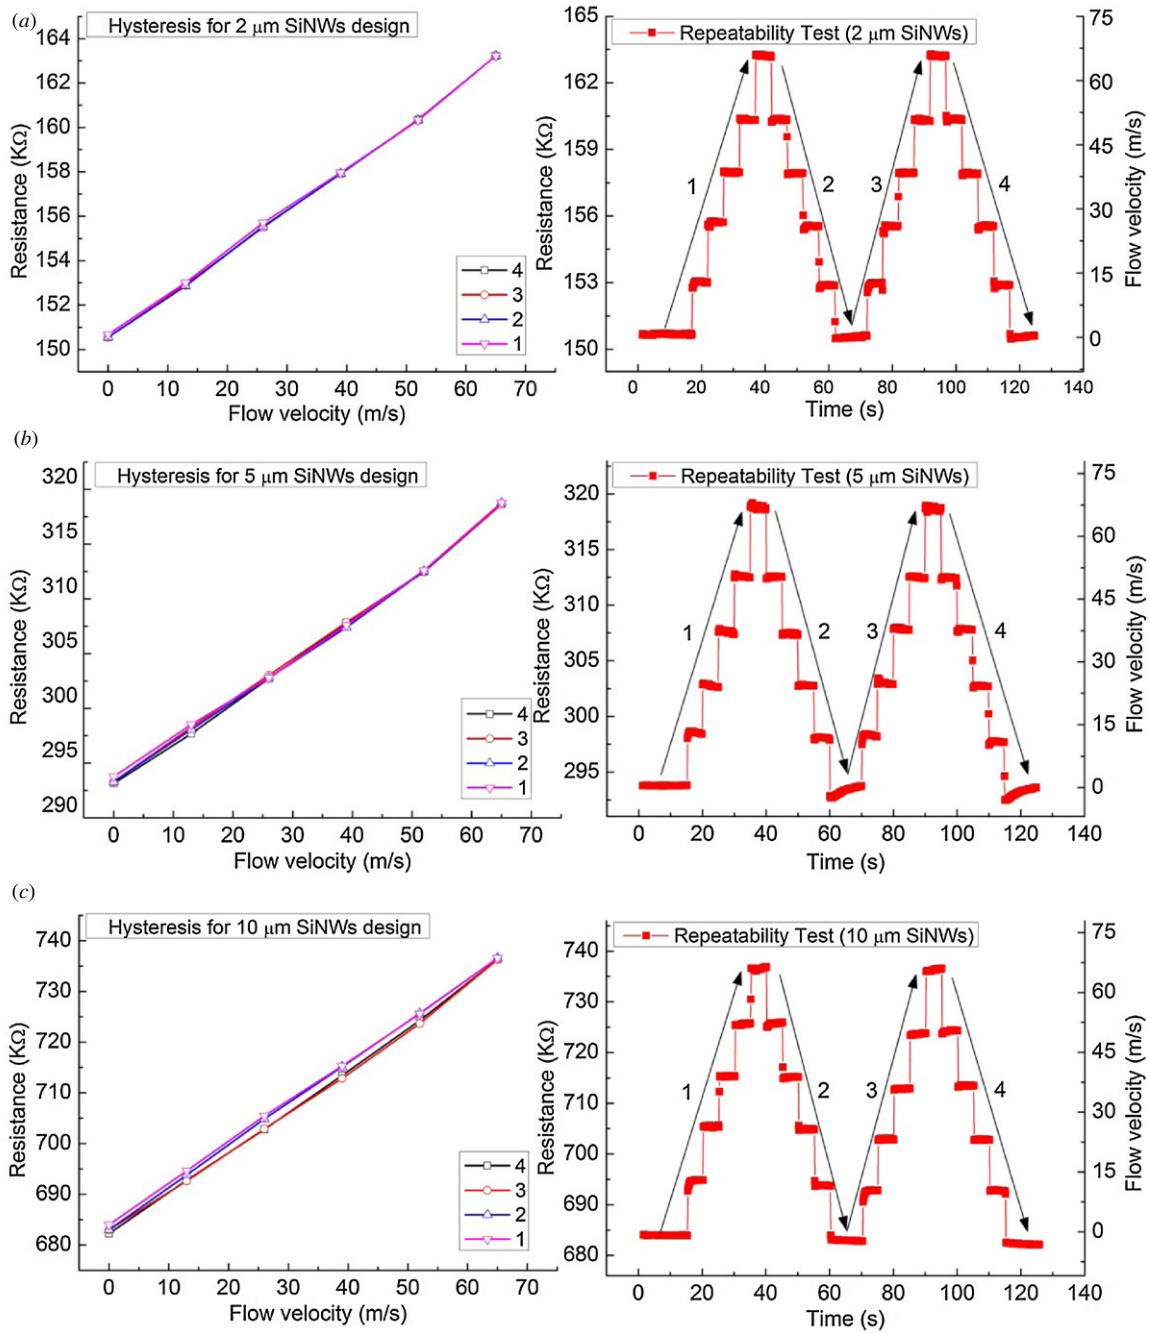 (a)
Hysteresis for 2 μm SiNWs design
164
162
160
158
156
154
152
150
Resistance (KΩ)
0 10 20 30 40 50 60 70
Flow velocity (m/s)
4
3
2
1
Repeatability Test (2 μm SiNWs)
165
162
159
156
153
150
Resistance (KΩ)
1 2 3 4
75
60
45
30
15
0
Flow velocity (m/s)
0 20 40 60 80 100 120 140
Time (s)
(b)
Hysteresis for 5 μm SiNWs design
320
315
310
305
300
295
290
Resistance (KΩ)
0 10 20 30 40 50 60 70
Flow velocity (m/s)
4
3
2
1
Repeatability Test (5 μm SiNWs)
320
315
310
305
300
295
Resistance (KΩ)
1 2 3 4
75
60
45
30
15
0
Flow velocity (m/s)
0 20 40 60 80 100 120 140
Time (s)
(c)
Hysteresis for 10 μm SiNWs design
740
730
720
710
700
690
680
Resistance (KΩ)
0 10 20 30 40 50 60 70
Flow velocity (m/s)
4
3
2
1
Repeatability Test (10 μm SiNWs)
740
730
720
710
700
690
680
Resistance (KΩ)
1 2 3 4
75
60
45
30
15
0
Flow velocity (m/s)
0 20 40 60 80 100 120 140
Time (s)